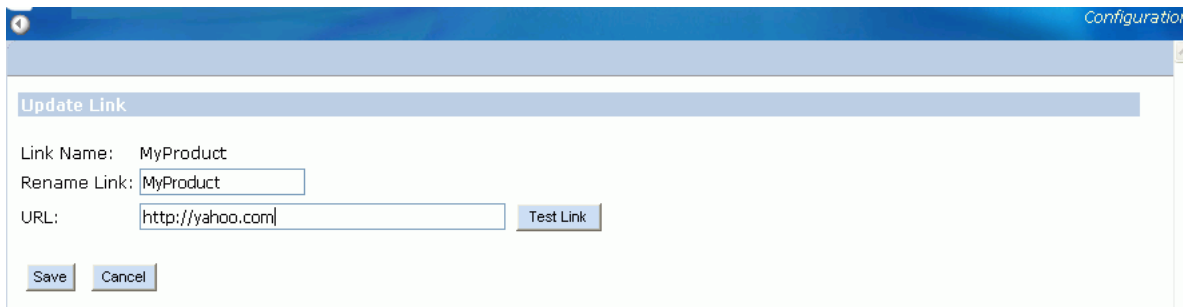 Configuration
Update Link
Link Name: MyProduct
Rename Link: MyProduct
URL: http://yahoo.com Test Link
Save Cancel